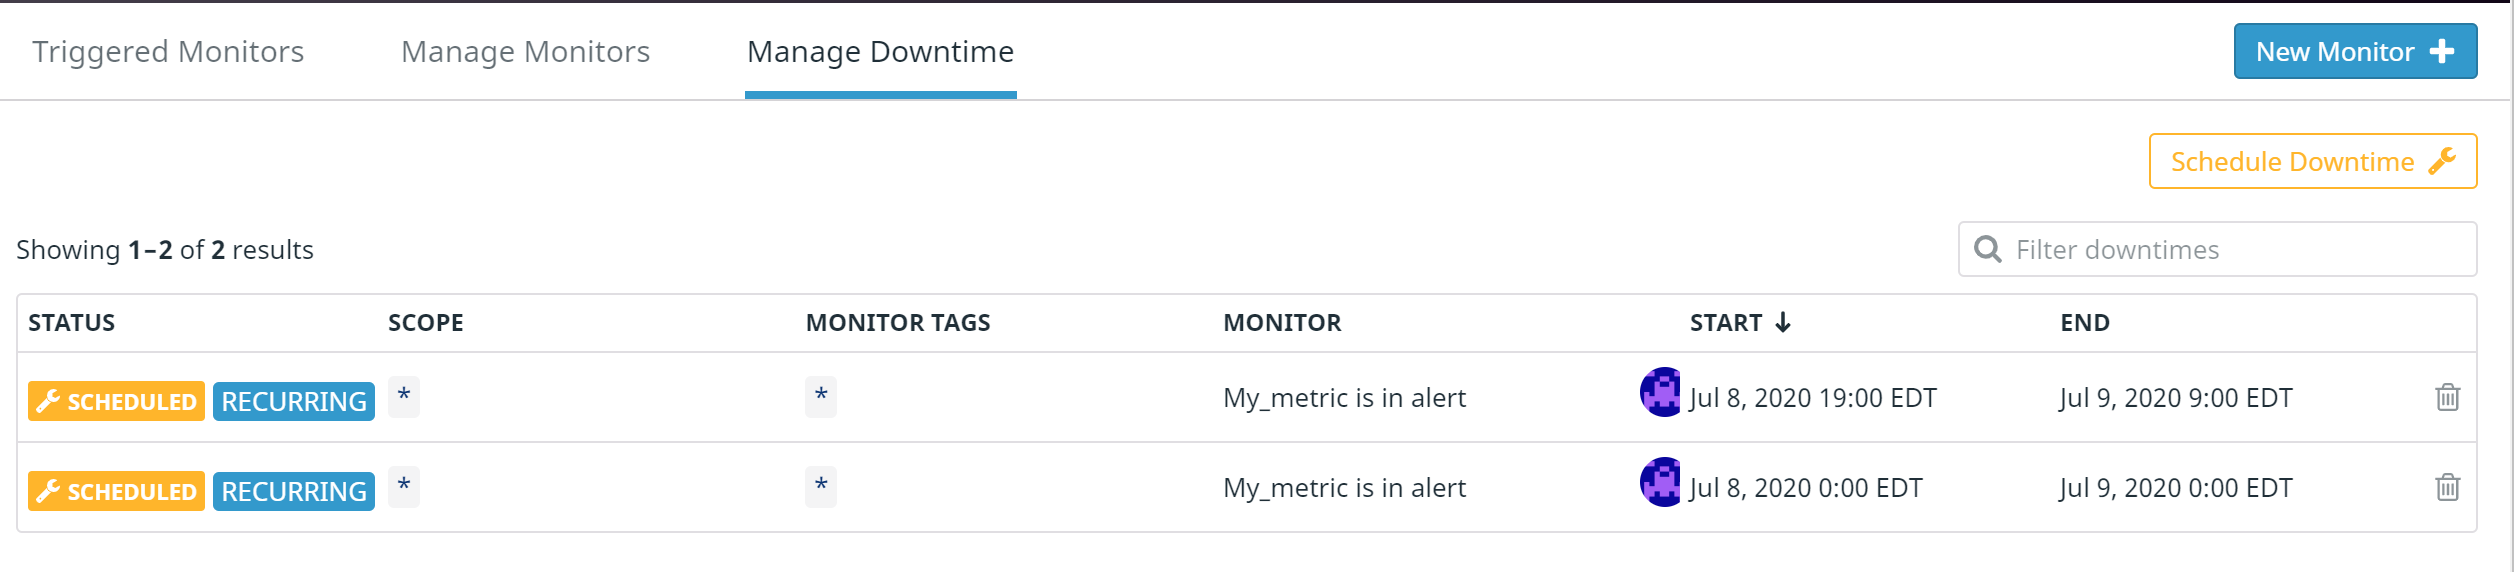 Triggered Monitors Manage Monitors Manage Downtime New Monitor
Schedule Downtime
Showing 1–2 of 2 results Filter downtimes
STATUS SCOPE MONITOR TAGS MONITOR START ↓ END
SCHEDULED RECURRING * * My_metric is in alert Jul 8, 2020 19:00 EDT Jul 9, 2020 9:00 EDT
SCHEDULED RECURRING * * My_metric is in alert Jul 8, 2020 0:00 EDT Jul 9, 2020 0:00 EDT